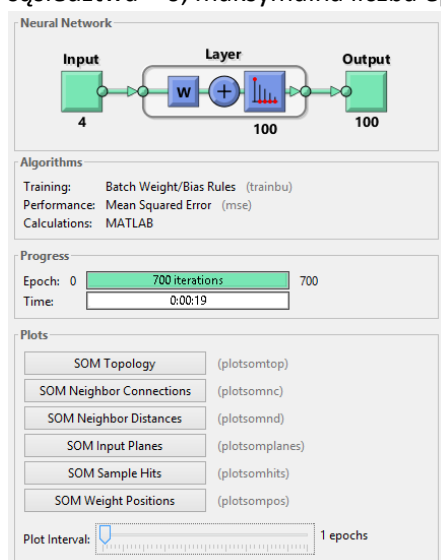 maksymalna liczba
Neural Network
Input Layer Output
W
4 100 100
Algorithms
Training: Batch Weight/Bias Rules (trainbu)
Performance: Mean Squared Error (mse)
Calculations: MATLAB
Progress
Epoch: 0 700 iterations 700
Time: 0:00:19
Plots
SOM Topology (plotsomtop)
SOM Neighbor Connections (plotsomnc)
SOM Neighbor Distances (plotsomnd)
SOM Input Planes (plotsomplanes)
SOM Sample Hits (plotsomhits)
SOM Weight Positions (plotsompos)
Plot Interval: 1 epochs